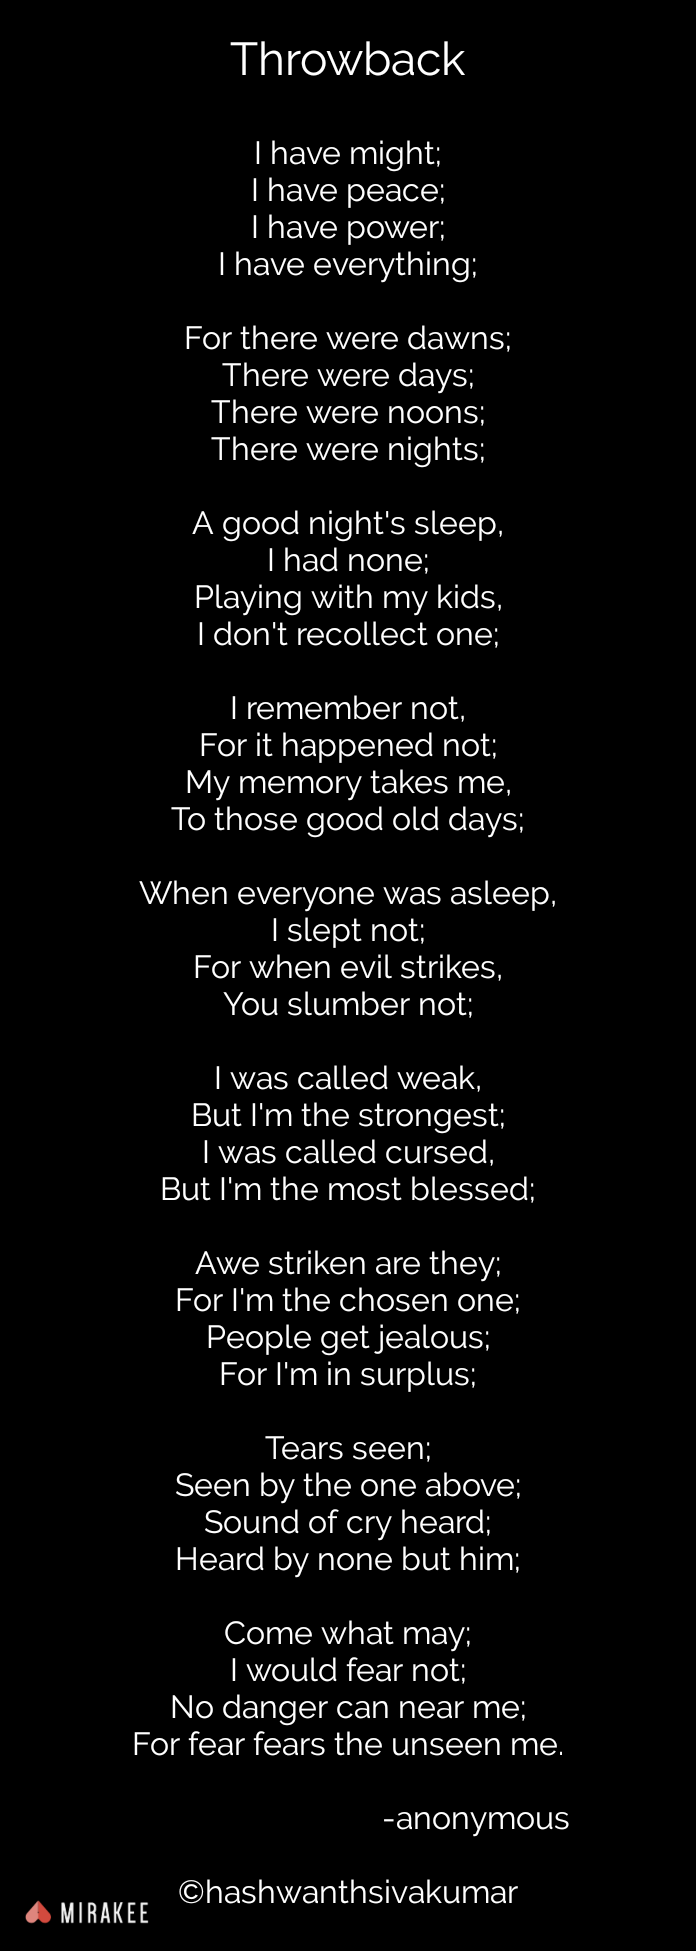 Throwback
I have might;
I have peace;
I have power;
I have everything;
For there were dawns;
There were days;
There were noons;
There were nights;
A good night's sleep,
I had none;
Playing with my kids,
I don't recollect one;
I remember not,
For it happened not;
My memory takes me,
To those good old days;
When everyone was asleep,
I slept not;
For when evil strikes,
You slumber not;
I was called weak,
But I'm the strongest;
I was called cursed,
But I'm the most blessed;
Awe striken are they;
For I'm the chosen one;
People get jealous;
For I'm in surplus;
Tears seen;
Seen by the one above;
Sound of cry heard;
Heard by none but him;
Come what may;
I would fear not;
No danger can near me;
For fear fears the unseen me.
-anonymous
©hashwanthsivakumar
MIRAKEE